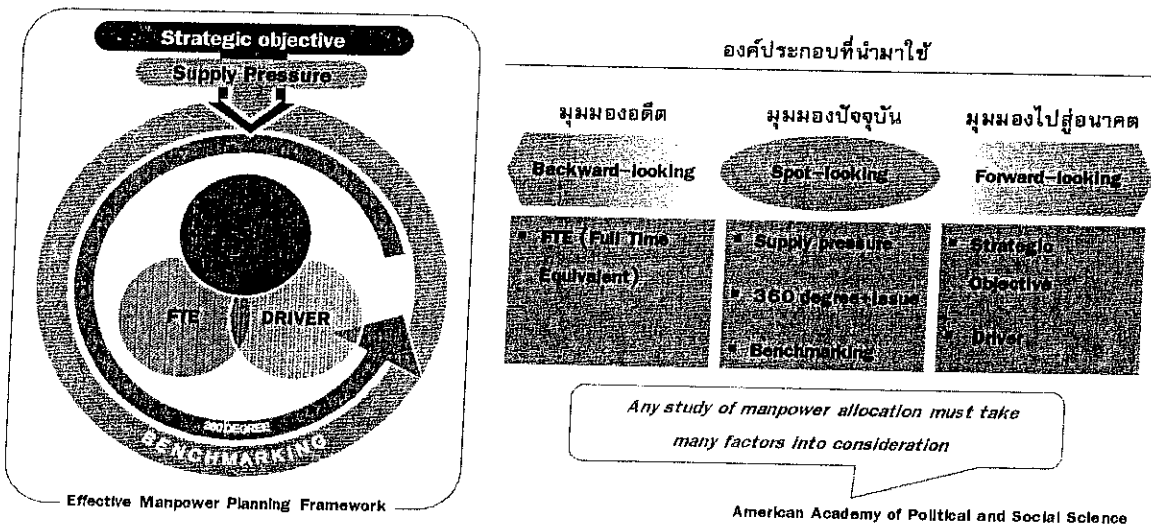 Strategic objective
Supply Pressure
FTE
DRIVER
360 DEGREE
BENCHMARKING
Effective Manpower Planning Framework
องค์ประกอบที่นำมาใช้
มุมมองอดีต
มุมมองปัจจุบัน
มุมมองไปสู่อนาคต
Backward-looking
Spot-looking
Forward-looking
▪ FTE (Full Time
Equivalent)
▪ Supply pressure
▪ 360 degree+Issue
▪ Benchmarking
▪ Strategic
Objective
▪ Driver
Any study of manpower allocation must take
many factors into consideration
American Academy of Political and Social Science